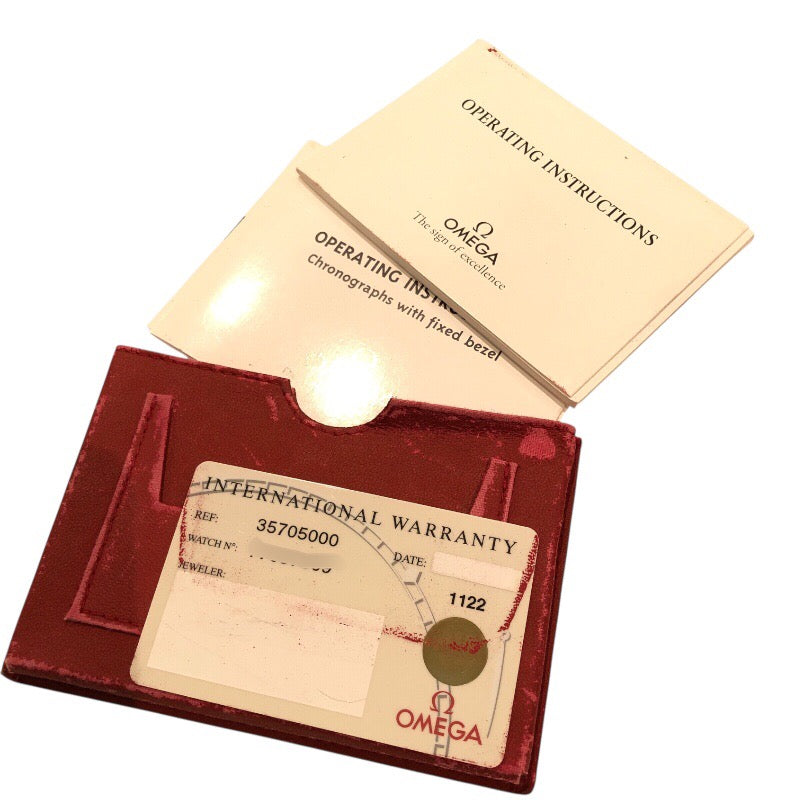 OPERATING INSTRUCTIONS
Ω
OMEGA
The sign of excellence
OPERATING
Chronographs with fixed bezel
INTERNATIONAL WARRANTY
REF: 35705000
WATCH N°:
DATE:
JEWELER:
1122
Ω
OMEGA